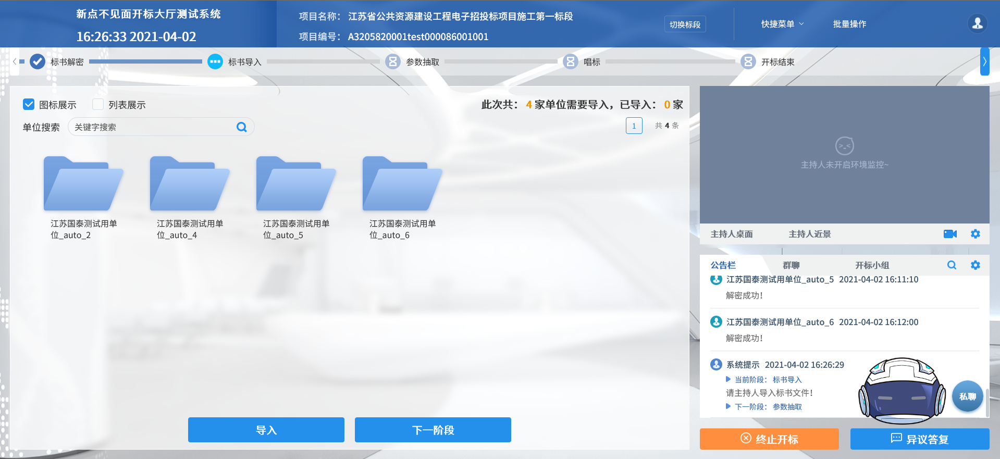 新点不见面开标大厅测试系统
16:26:33 2021-04-02
项目名称： 江苏省公共资源建设工程电子招投标项目施工第一标段
项目编号： A3205820001test000086001001
切换标段
快捷菜单
批量操作
标书解密
标书导入
参数抽取
唱标
开标结束
图标展示
列表展示
此次共： 4 家单位需要导入，已导入： 0 家
单位搜索
关键字搜索
1
共 4 条
江苏国泰测试用单
位_auto_2
江苏国泰测试用单
位_auto_4
江苏国泰测试用单
位_auto_5
江苏国泰测试用单
位_auto_6
导入
下一阶段
主持人未开启环境监控~
主持人桌面
主持人近景
公告栏
群聊
开标小组
江苏国泰测试用单位_auto_5 2021-04-02 16:11:10
解密成功！
江苏国泰测试用单位_auto_6 2021-04-02 16:12:00
解密成功！
系统提示 2021-04-02 16:26:29
当前阶段： 标书导入
请主持人导入标书文件！
下一阶段： 参数抽取
私聊
终止开标
异议答复